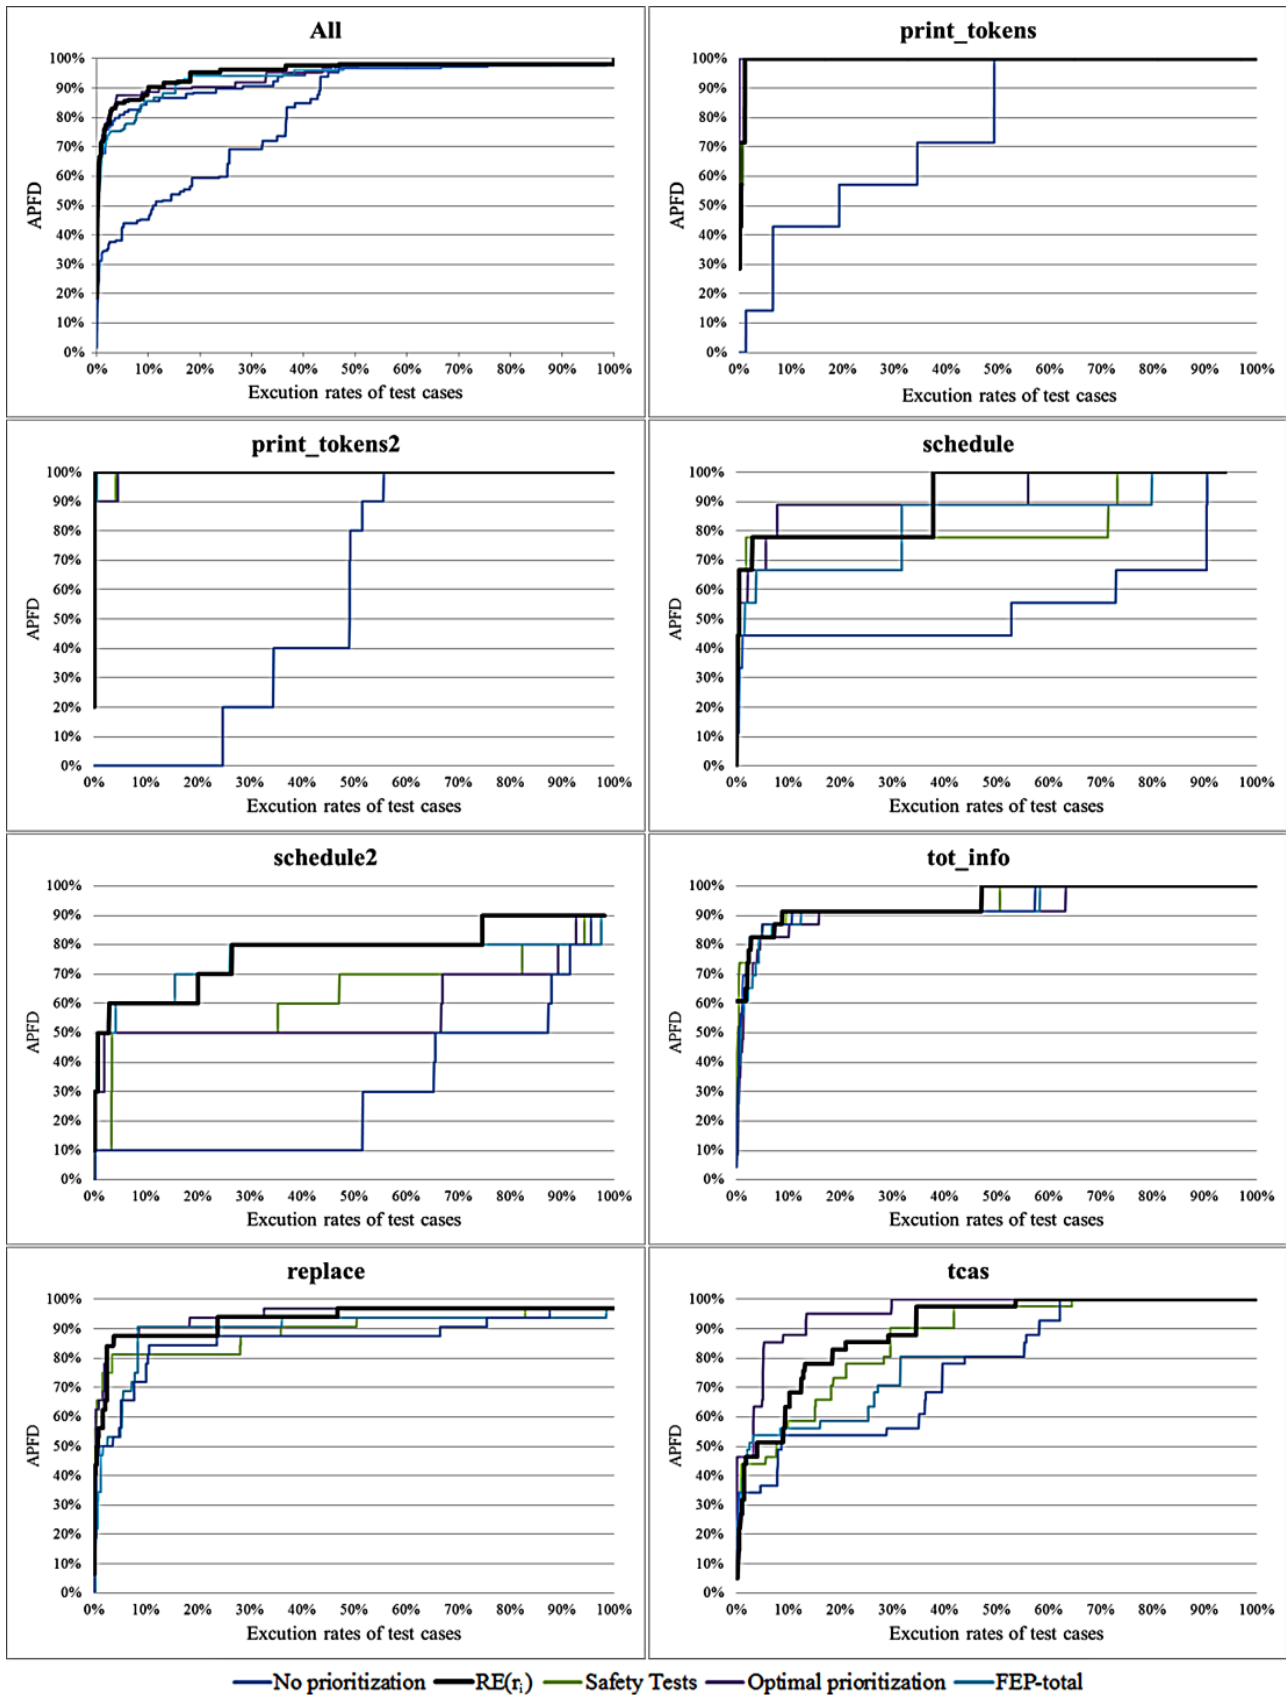 All
100%
90%
80%
70%
60%
50%
40%
30%
20%
10%
0%
APFD
0% 10% 20% 30% 40% 50% 60% 70% 80% 90% 100%
Excution rates of test cases
print_tokens
100%
90%
80%
70%
60%
50%
40%
30%
20%
10%
0%
APFD
0% 10% 20% 30% 40% 50% 60% 70% 80% 90% 100%
Excution rates of test cases
print_tokens2
100%
90%
80%
70%
60%
50%
40%
30%
20%
10%
0%
APFD
0% 10% 20% 30% 40% 50% 60% 70% 80% 90% 100%
Excution rates of test cases
schedule
100%
90%
80%
70%
60%
50%
40%
30%
20%
10%
0%
APFD
0% 10% 20% 30% 40% 50% 60% 70% 80% 90% 100%
Excution rates of test cases
schedule2
100%
90%
80%
70%
60%
50%
40%
30%
20%
10%
0%
APFD
0% 10% 20% 30% 40% 50% 60% 70% 80% 90% 100%
Excution rates of test cases
tot_info
100%
90%
80%
70%
60%
50%
40%
30%
20%
10%
0%
APFD
0% 10% 20% 30% 40% 50% 60% 70% 80% 90% 100%
Excution rates of test cases
replace
100%
90%
80%
70%
60%
50%
40%
30%
20%
10%
0%
APFD
0% 10% 20% 30% 40% 50% 60% 70% 80% 90% 100%
Excution rates of test cases
tcas
100%
90%
80%
70%
60%
50%
40%
30%
20%
10%
0%
APFD
0% 10% 20% 30% 40% 50% 60% 70% 80% 90% 100%
Excution rates of test cases
No prioritization RE(rᵢ) Safety Tests Optimal prioritization FEP-total